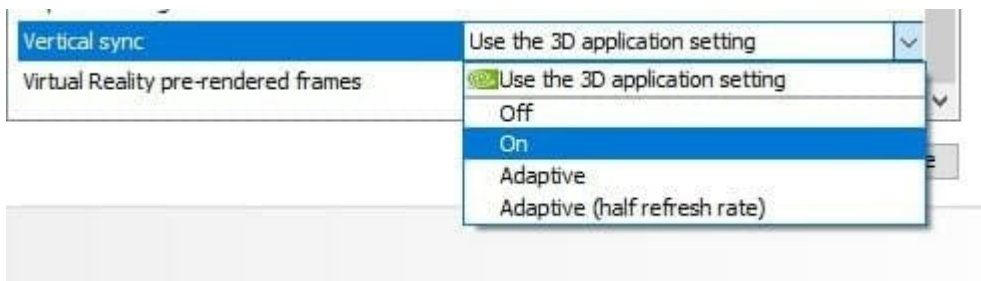 Vertical sync
Use the 3D application setting
Virtual Reality pre-rendered frames
Use the 3D application setting
Off
On
Adaptive
Adaptive (half refresh rate)